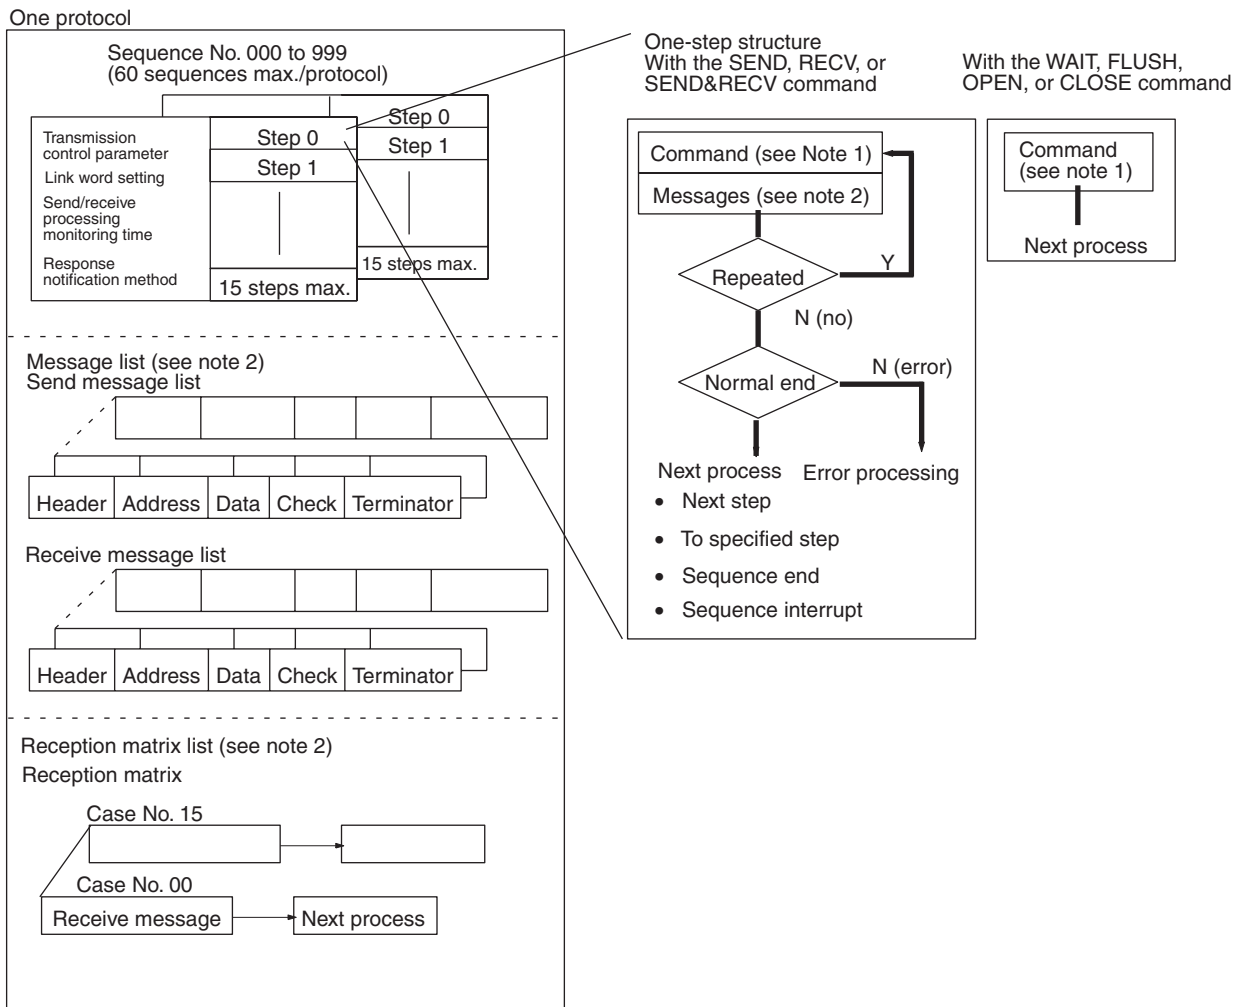 One protocol
Sequence No. 000 to 999
(60 sequences max./protocol)
Step 0
Step 1
15 steps max.
Transmission
control parameter
Link word setting
Send/receive
processing
monitoring time
Response
notification method
Step 0
Step 1
15 steps max.
Message list (see note 2)
Send message list
Header Address Data Check Terminator
Receive message list
Header Address Data Check Terminator
Reception matrix list (see note 2)
Reception matrix
Case No. 15
Case No. 00
Receive message
Next process
One-step structure
With the SEND, RECV, or
SEND&RECV command
Command (see Note 1)
Messages (see note 2)
Repeated
Y
N (no)
Normal end
N (error)
Next process
Error processing
• Next step
• To specified step
• Sequence end
• Sequence interrupt
With the WAIT, FLUSH,
OPEN, or CLOSE command
Command
(see note 1)
Next process